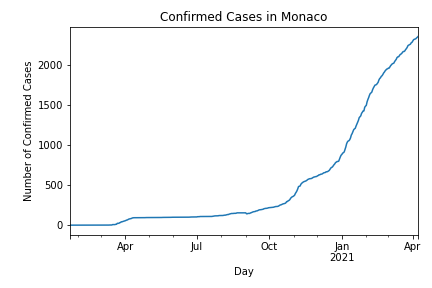 Confirmed Cases in Monaco
Number of Confirmed Cases
2000
1500
1000
500
0
Apr Jul Oct Jan Apr
2021
Day